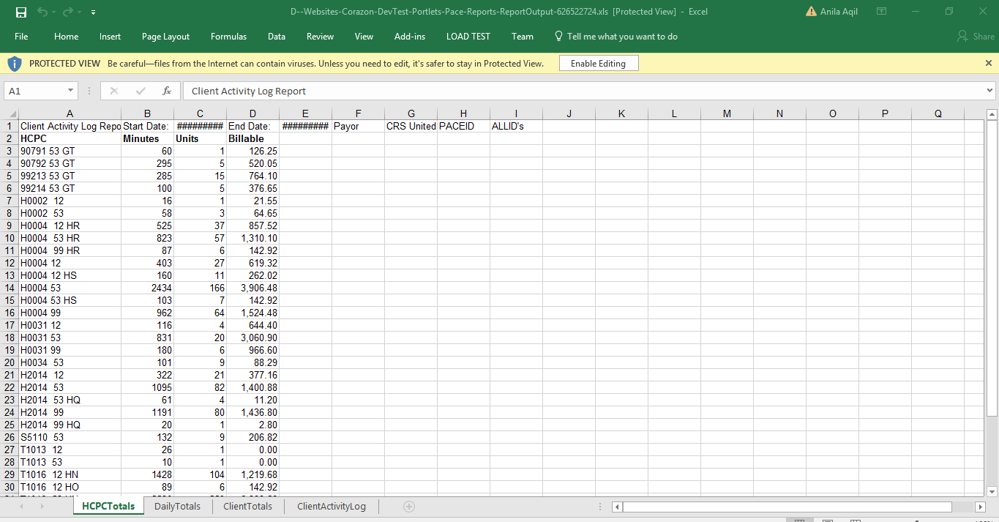 D--Websites-Corazon-DevTest-Portlets-Pace-Reports-ReportOutput-626522724.xls [Protected View] - Excel
Anila Aqil
File Home Insert Page Layout Formulas Data Review View Add-ins LOAD TEST Team Tell me what you want to do Share
PROTECTED VIEW Be careful—files from the Internet can contain viruses. Unless you need to edit, it's safer to stay in Protected View. Enable Editing
A1 fx Client Activity Log Report
A B C D E F G H I J K L M N O P Q
1 Client Activity Log Repo Start Date: ######### End Date: ######### Payor CRS United PACEID ALLID's
2 HCPC Minutes Units Billable
3 90791 53 GT 60 1 126.25
4 90792 53 GT 295 5 520.05
5 99213 53 GT 285 15 764.10
6 99214 53 GT 100 5 376.65
7 H0002 12 16 1 21.55
8 H0002 53 58 3 64.65
9 H0004 12 HR 525 37 857.52
10 H0004 53 HR 823 57 1,310.10
11 H0004 99 HR 87 6 142.92
12 H0004 12 403 27 619.32
13 H0004 12 HS 160 11 262.02
14 H0004 53 2434 166 3,906.48
15 H0004 53 HS 103 7 142.92
16 H0004 99 962 64 1,524.48
17 H0031 12 116 4 644.40
18 H0031 53 831 20 3,060.90
19 H0031 99 180 6 966.60
20 H0034 53 101 9 88.29
21 H2014 12 322 21 377.16
22 H2014 53 1095 82 1,400.88
23 H2014 53 HQ 61 4 11.20
24 H2014 99 1191 80 1,436.80
25 H2014 99 HQ 20 1 2.80
26 S5110 53 132 9 206.82
27 T1013 12 26 1 0.00
28 T1013 53 10 1 0.00
29 T1016 12 HN 1428 104 1,219.68
30 T1016 12 HO 89 6 142.92
HCPCTotals DailyTotals ClientTotals ClientActivityLog